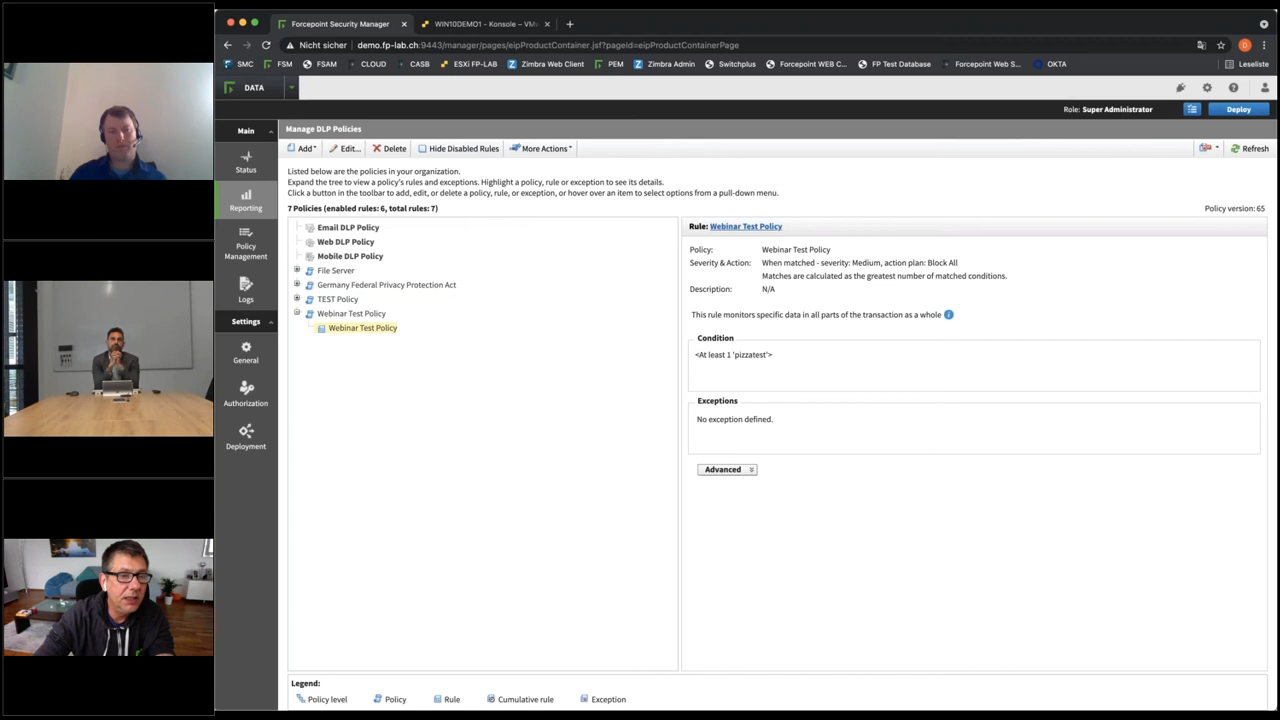 Forcepoint Security Manager
WIN10DEMO1 - Konsole – VM
Nicht sicher
demo.fp-lab.ch:9443/manager/pages/eipProductContainer.jsf?pageId=eipProductContainerPage
D
SMC
FSM
FSAM
CLOUD
CASB
ESXi FP-LAB
Zimbra Web Client
Switchplus
PEM
Zimbra Admin
Forcepoint WEB C...
FP Test Database
Forcepoint Web S...
OKTA
Leseliste
DATA
Role: Super Administrator
Deploy
Main
Status
Reporting
Policy
Management
Logs
Settings
General
Authorization
Deployment
Manage DLP Policies
Add
Edit...
Delete
Hide Disabled Rules
More Actions
Refresh
Listed below are the policies in your organization.
Expand the tree to view a policy's rules and exceptions. Highlight a policy, rule or exception to see its details.
Click a button in the toolbar to add, edit, or delete a policy, rule, or exception, or hover over an item to select options from a pull-down menu.
7 Policies (enabled rules: 6, total rules: 7)
Policy version: 65
Email DLP Policy
Web DLP Policy
Mobile DLP Policy
File Server
Germany Federal Privacy Protection Act
TEST Policy
Webinar Test Policy
Webinar Test Policy
Rule: Webinar Test Policy
Policy: Webinar Test Policy
Severity & Action: When matched - severity: Medium, action plan: Block All
Matches are calculated as the greatest number of matched conditions.
Description: N/A
This rule monitors specific data in all parts of the transaction as a whole
Condition
<At least 1 'pizzatest'>
Exceptions
No exception defined.
Advanced
Legend:
Policy level
Policy
Rule
Cumulative rule
Exception